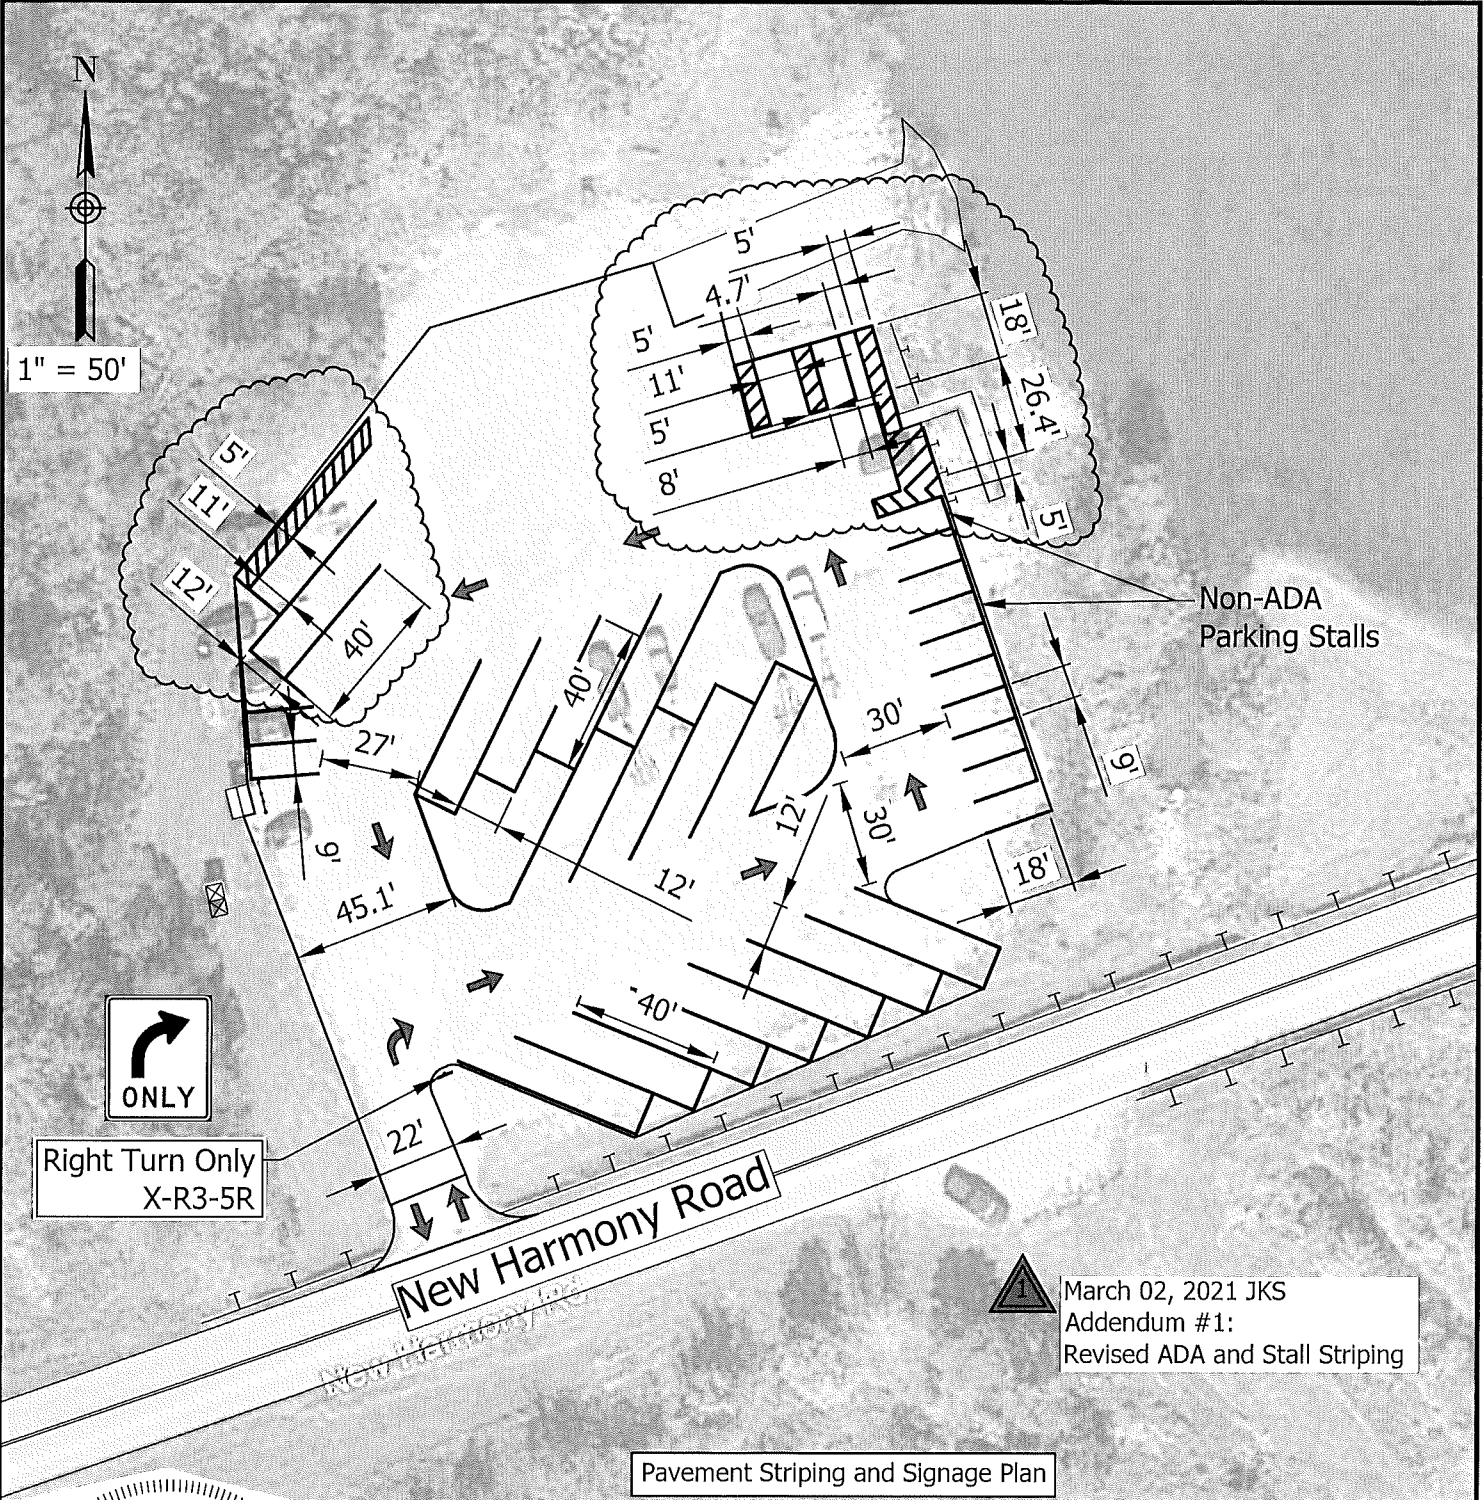 N
1" = 50'
5'
4.7'
5'
11'
5'
8'
18'
26.4'
5'
5'
11'
12'
40'
Non-ADA
Parking Stalls
40'
27'
30'
9'
9'
12'
30'
12'
18'
45.1'
40'
ONLY
22'
Right Turn Only
X-R3-5R
New Harmony Road
New Harmony Rd
1
March 02, 2021 JKS
Addendum #1:
Revised ADA and Stall Striping
Pavement Striping and Signage Plan